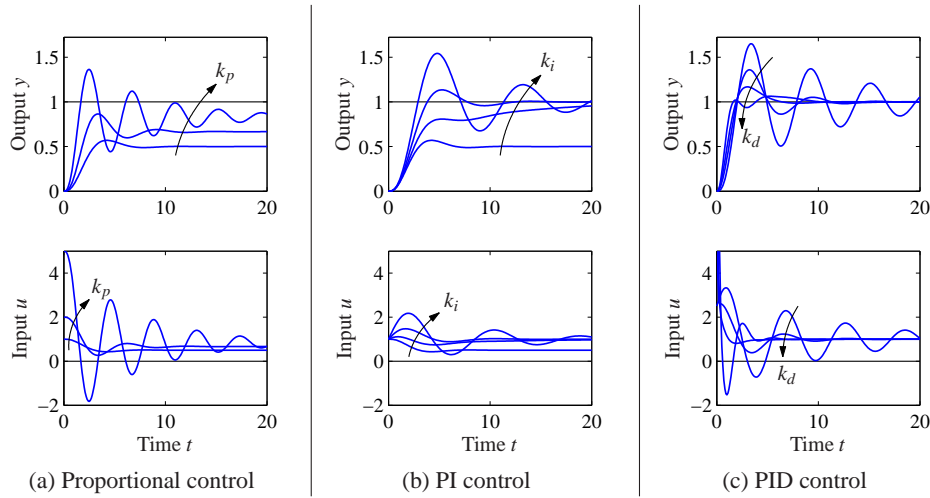 Output y
1.5
1
0.5
0
0 10 20
k_p
Output y
1.5
1
0.5
0
0 10 20
k_i
Output y
1.5
1
0.5
0
0 10 20
k_d
Input u
4
2
0
−2
0 10 20
k_p
Time t
Input u
4
2
0
−2
0 10 20
k_i
Time t
Input u
4
2
0
−2
0 10 20
k_d
Time t
(a) Proportional control
(b) PI control
(c) PID control